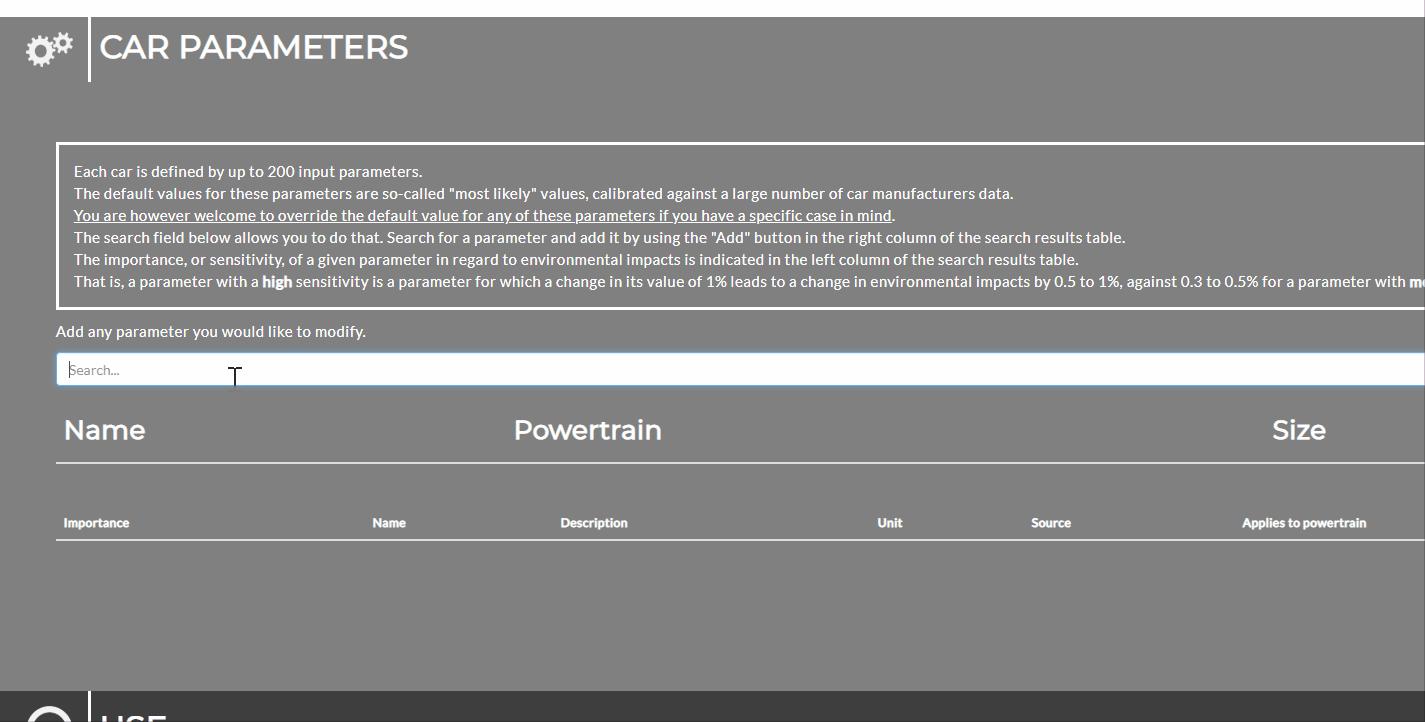 CAR PARAMETERS
Each car is defined by up to 200 input parameters.
The default values for these parameters are so-called "most likely" values, calibrated against a large number of car manufacturers data.
You are however welcome to override the default value for any of these parameters if you have a specific case in mind.
The search field below allows you to do that. Search for a parameter and add it by using the "Add" button in the right column of the search results table.
The importance, or sensitivity, of a given parameter in regard to environmental impacts is indicated in the left column of the search results table.
That is, a parameter with a high sensitivity is a parameter for which a change in its value of 1% leads to a change in environmental impacts by 0.5 to 1%, against 0.3 to 0.5% for a parameter with
Add any parameter you would like to modify.
Search...
Name Powertrain Size
Importance Name Description Unit Source Applies to powertrain
USE